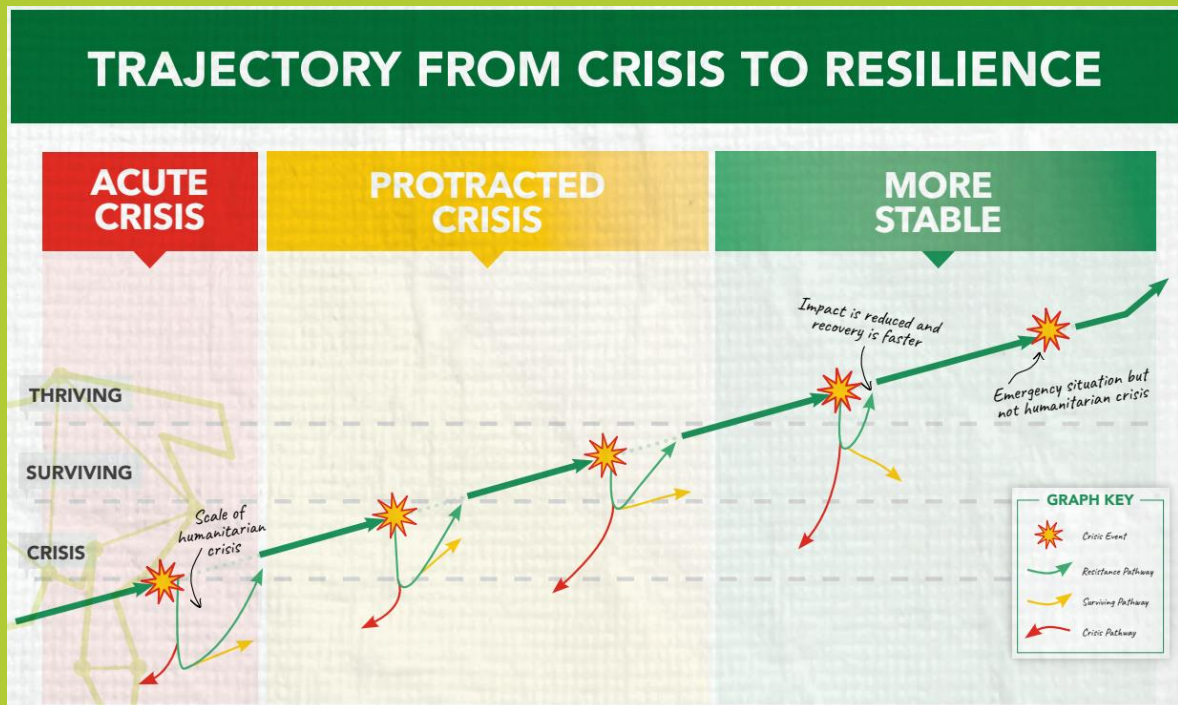 TRAJECTORY FROM CRISIS TO RESILIENCE
ACUTE
CRISIS
PROTRACTED
CRISIS
MORE
STABLE
Impact is reduced and
recovery is faster
Emergency situation but
not humanitarian crisis
THRIVING
SURVIVING
CRISIS
Scale of
humanitarian
crisis
GRAPH KEY
Crisis Event
Resistance Pathway
Surviving Pathway
Crisis Pathway